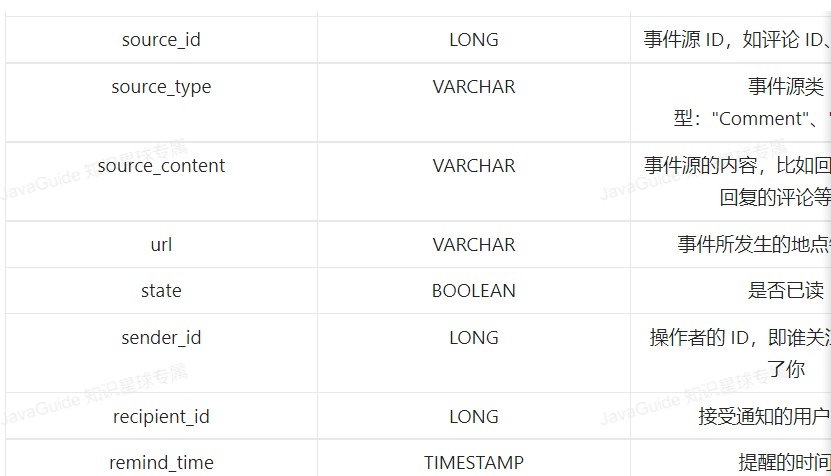 source_id LONG 事件源 ID，如评论 ID、
source_type VARCHAR 事件源类
型："Comment"、"
source_content VARCHAR 事件源的内容，比如回
回复的评论等
url VARCHAR 事件所发生的地点
state BOOLEAN 是否已读
sender_id LONG 操作者的 ID，即谁关注
了你
recipient_id LONG 接受通知的用户
remind_time TIMESTAMP 提醒的时间
JavaGuide 知识星球专属
JavaGuide 知识星球专属
JavaGuide 知识星球专属
JavaGuide 知识星球专属